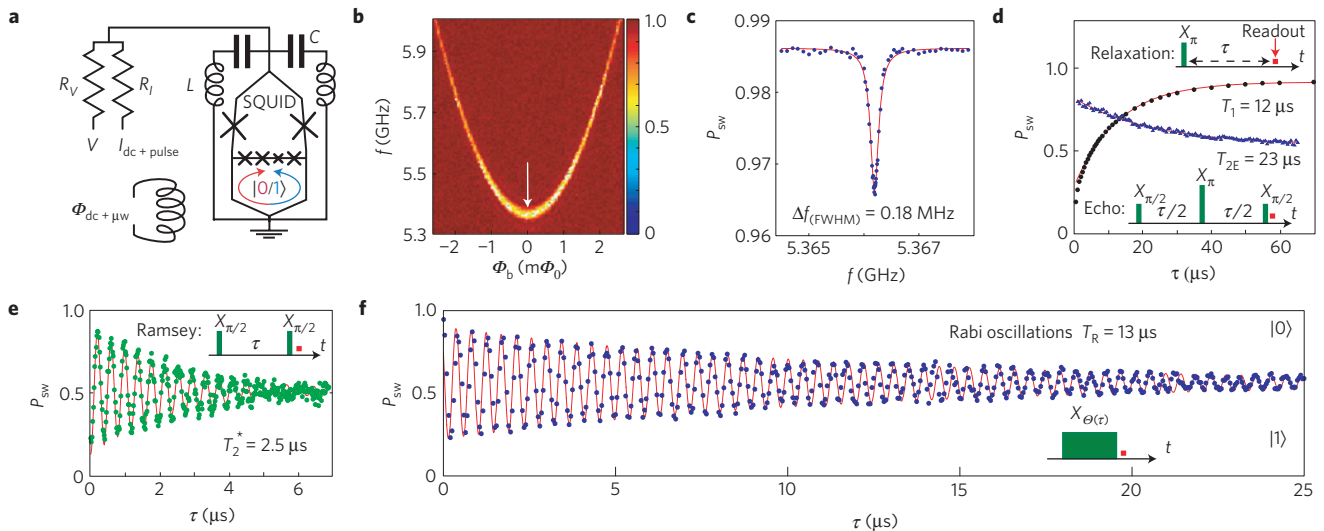 a
R_V
R_I
V
I_dc + pulse
Φ_dc + μw
L
C
SQUID
|0/1⟩
b
f (GHz)
5.9
5.7
5.5
5.3
−2
−1
0
1
2
Φ_b (mΦ_0)
1.0
0.5
0
c
P_sw
0.99
0.98
0.97
0.96
Δf_(FWHM) = 0.18 MHz
5.365
5.367
f (GHz)
d
Relaxation:
X_π
τ
Readout
t
P_sw
1.0
0.5
0.0
T_1 = 12 μs
T_2E = 23 μs
Echo:
X_π/2
τ/2
X_π
τ/2
X_π/2
t
0
20
40
60
τ (μs)
e
Ramsey:
X_π/2
τ
X_π/2
t
P_sw
1.0
0.5
0.0
T_2^* = 2.5 μs
0
2
4
6
τ (μs)
f
P_sw
1.0
0.5
0
Rabi oscillations T_R = 13 μs
|0⟩
X_Θ(τ)
t
|1⟩
0
5
10
15
20
25
τ (μs)